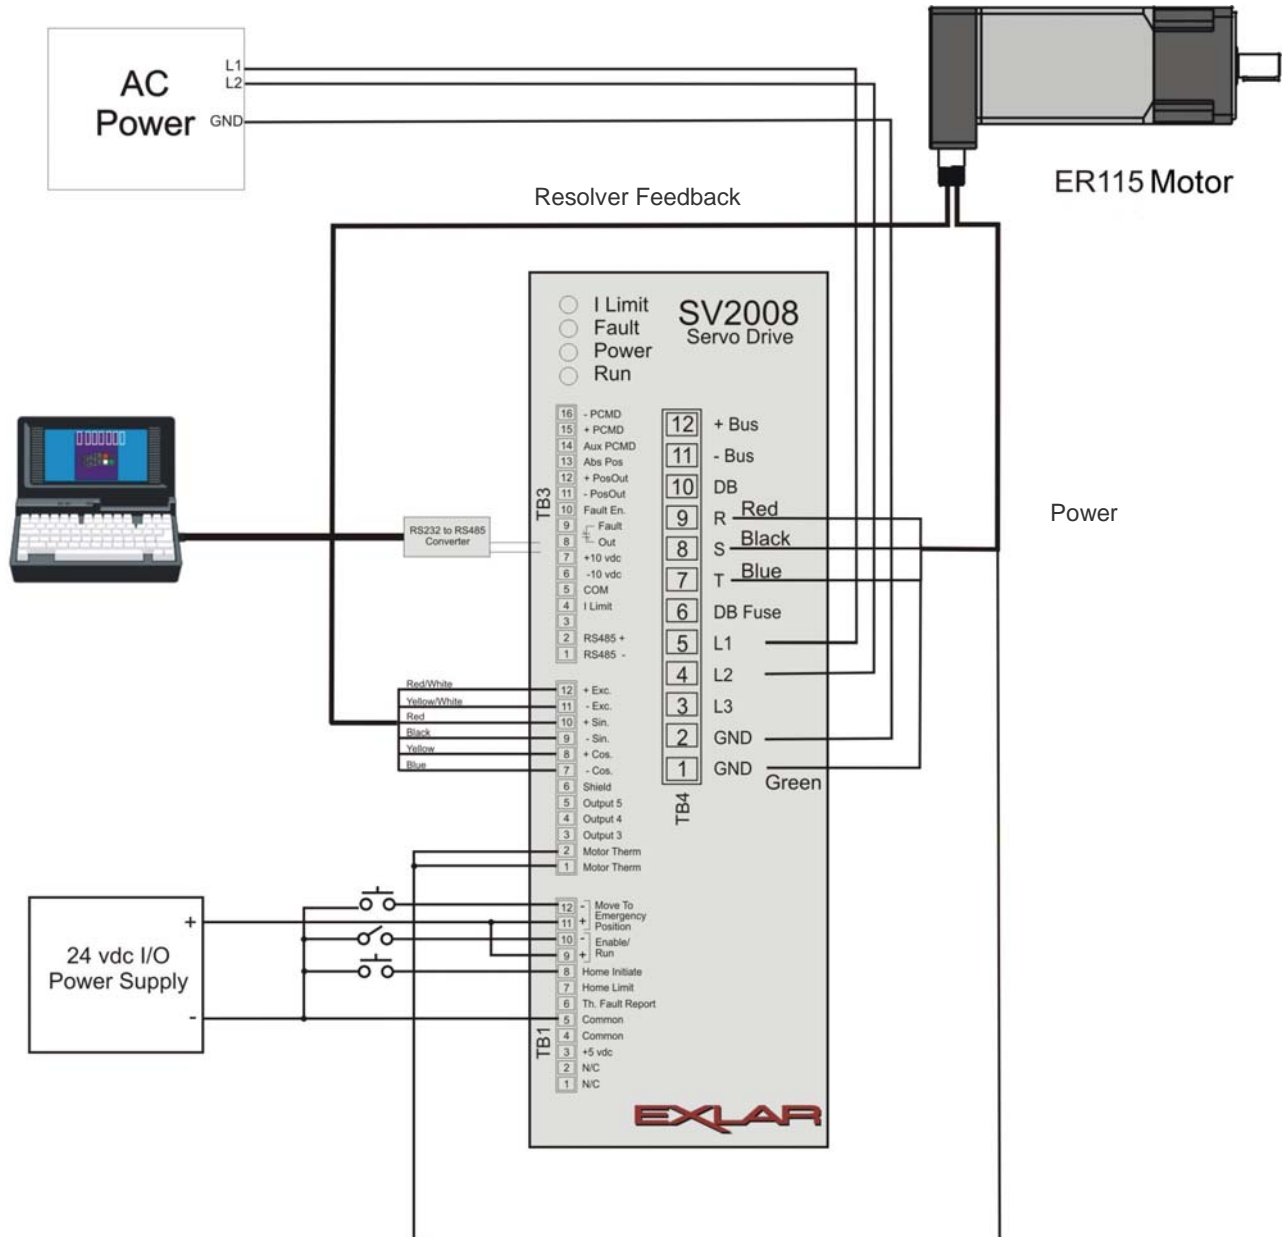 AC
Power
L1
L2
GND
ER115 Motor
Resolver Feedback
I Limit
Fault
Power
Run
SV2008
Servo Drive
RS232 to RS485
Converter
TB3
16 - PCMD
15 + PCMD
14 Aux PCMD
13 Abs Pos
12 + PosOut
11 - PosOut
10 Fault En.
9 Fault
8 Out
7 +10 vdc
6 -10 vdc
5 COM
4 I Limit
3
2 RS485 +
1 RS485 -
12 + Bus
11 - Bus
10 DB
9 R Red
8 S Black
7 T Blue
6 DB Fuse
5 L1
4 L2
3 L3
2 GND
1 GND
Green
TB4
Power
Red/White 12 + Exc.
Yellow/White 11 - Exc.
Red 10 + Sin.
Black 9 - Sin.
Yellow 8 + Cos.
Blue 7 - Cos.
6 Shield
5 Output 5
4 Output 4
3 Output 3
2 Motor Therm
1 Motor Therm
24 vdc I/O
Power Supply
+
-
12 - Move To
Emergency
11 + Position
10 - Enable/
9 + Run
8 Home Initiate
7 Home Limit
6 Th. Fault Report
5 Common
4 Common
3 +5 vdc
2 N/C
1 N/C
TB1
EXLAR